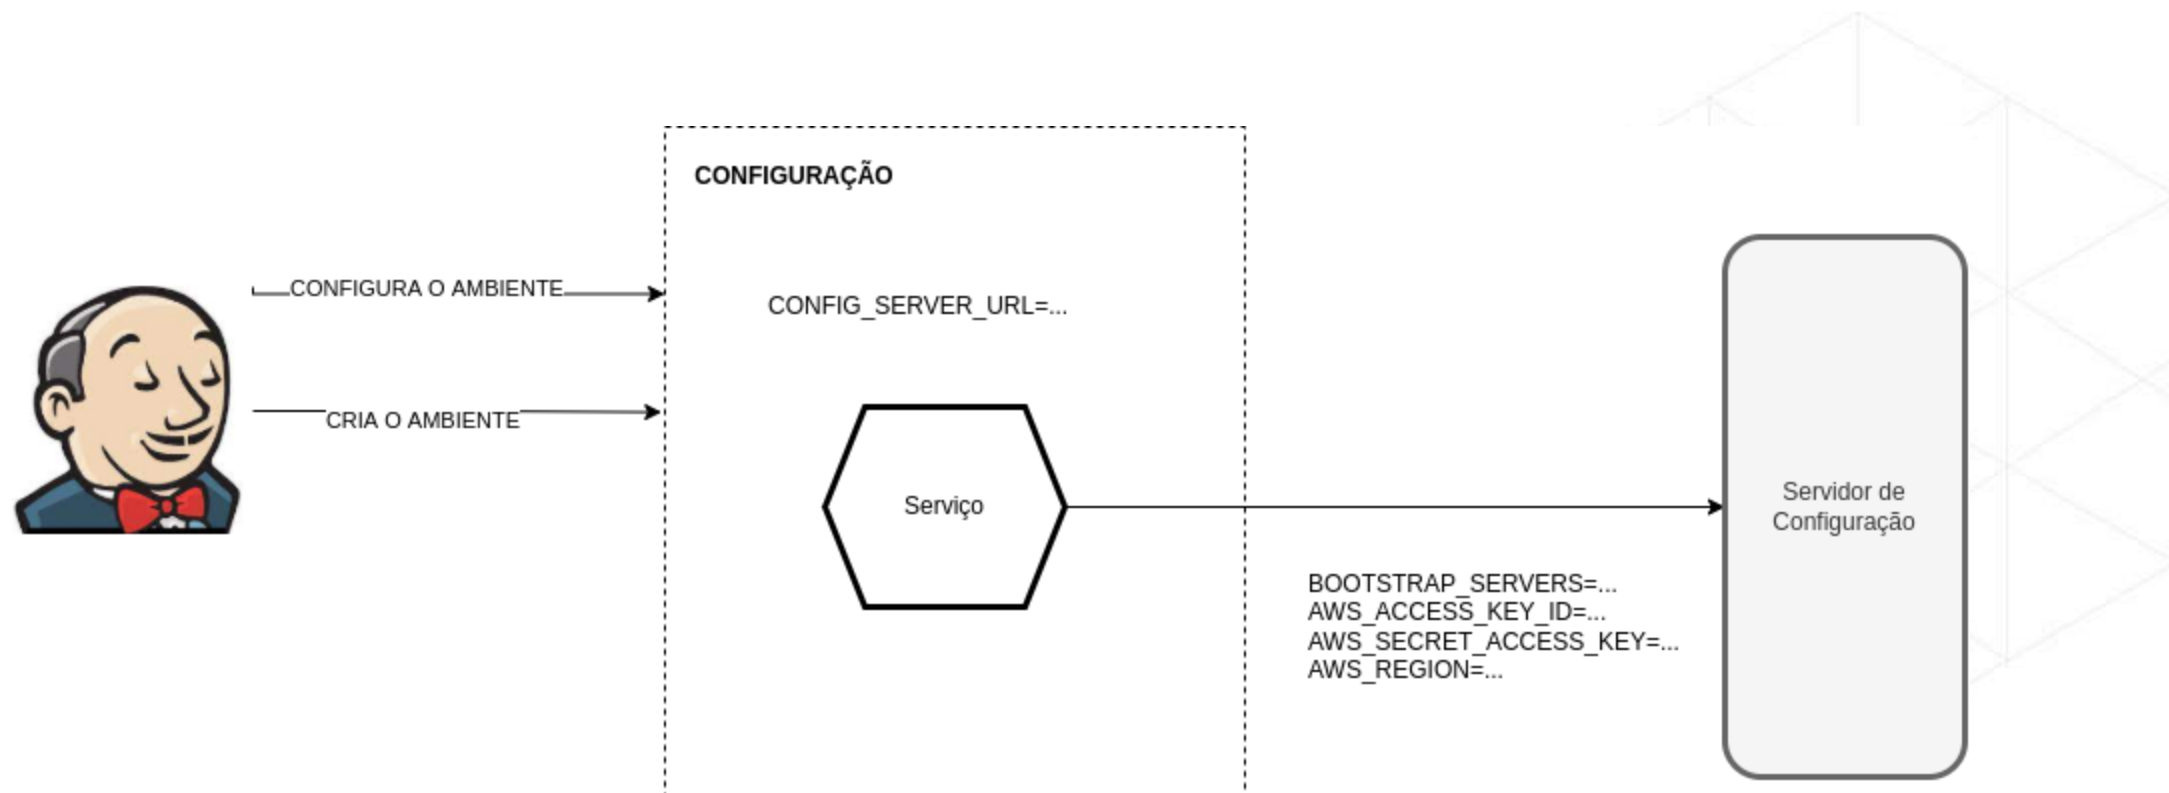 CONFIGURAÇÃO
CONFIGURA O AMBIENTE
CONFIG_SERVER_URL=...
CRIA O AMBIENTE
Serviço
Servidor de
Configuração
BOOTSTRAP_SERVERS=...
AWS_ACCESS_KEY_ID=...
AWS_SECRET_ACCESS_KEY=...
AWS_REGION=...